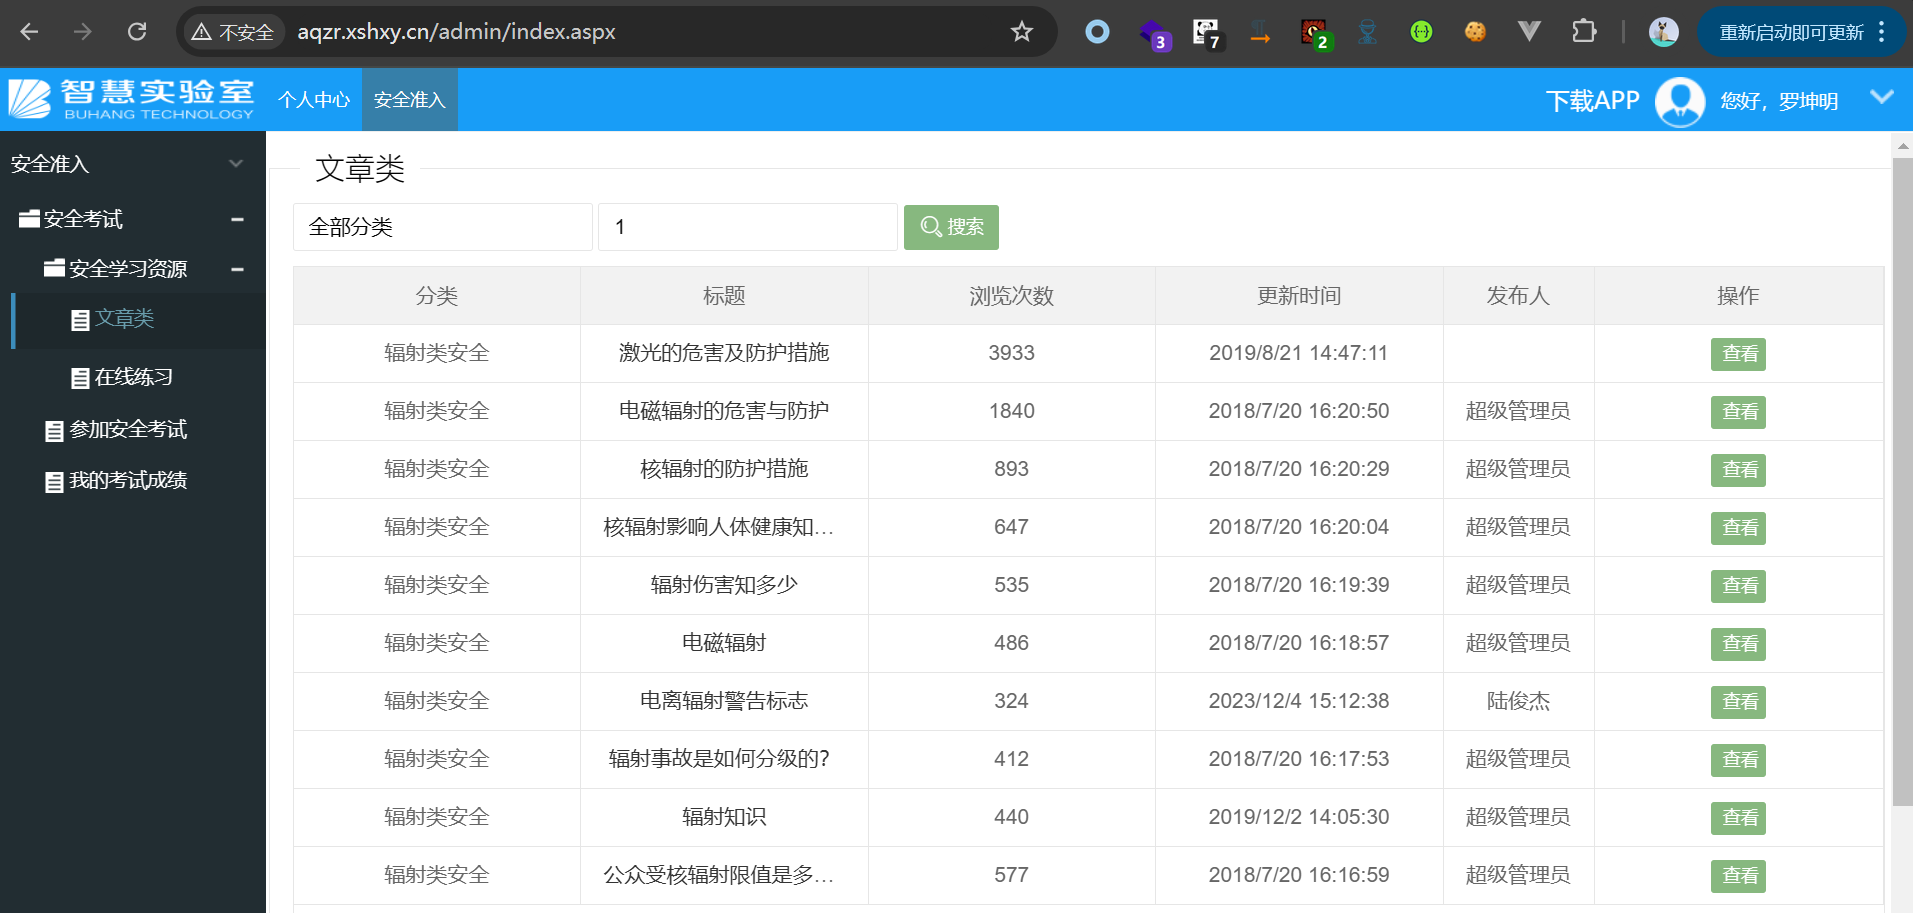 不安全 aqzr.xshxy.cn/admin/index.aspx 3 7 2 重新启动即可更新
智慧实验室 个人中心 安全准入 下载APP 您好，罗坤明
BUHANG TECHNOLOGY
安全准入
安全考试
安全学习资源
文章类
在线练习
参加安全考试
我的考试成绩
文章类
全部分类 1 搜索
分类 标题 浏览次数 更新时间 发布人 操作
辐射类安全 激光的危害及防护措施 3933 2019/8/21 14:47:11 查看
辐射类安全 电磁辐射的危害与防护 1840 2018/7/20 16:20:50 超级管理员 查看
辐射类安全 核辐射的防护措施 893 2018/7/20 16:20:29 超级管理员 查看
辐射类安全 核辐射影响人体健康知... 647 2018/7/20 16:20:04 超级管理员 查看
辐射类安全 辐射伤害知多少 535 2018/7/20 16:19:39 超级管理员 查看
辐射类安全 电磁辐射 486 2018/7/20 16:18:57 超级管理员 查看
辐射类安全 电离辐射警告标志 324 2023/12/4 15:12:38 陆俊杰 查看
辐射类安全 辐射事故是如何分级的? 412 2018/7/20 16:17:53 超级管理员 查看
辐射类安全 辐射知识 440 2019/12/2 14:05:30 超级管理员 查看
辐射类安全 公众受核辐射限值是多... 577 2018/7/20 16:16:59 超级管理员 查看